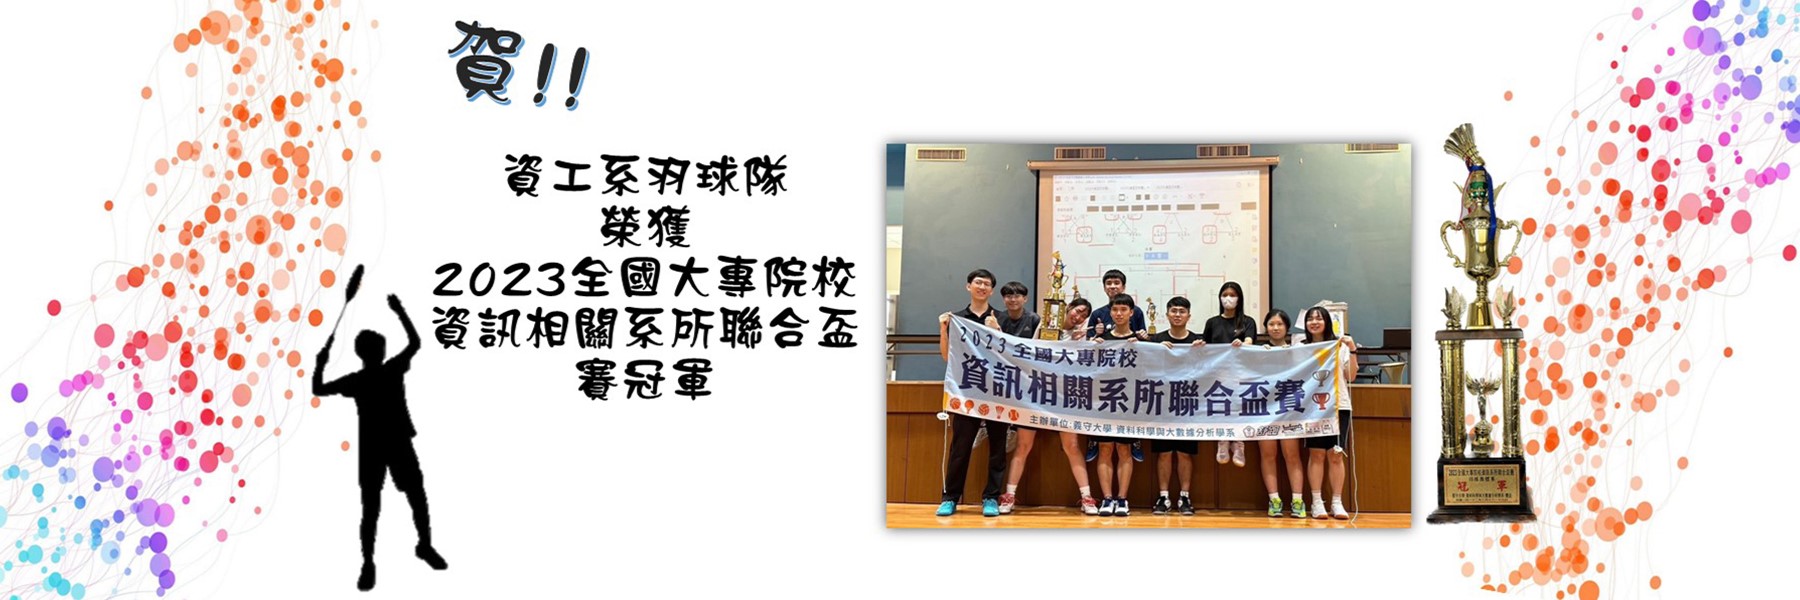 賀!!
資工系羽球隊
榮獲
2023全國大專院校
資訊相關系所聯合盃
賽冠軍
2023全國大專院校
資訊相關系所聯合盃賽
主辦單位:義守大學 資料科學與大數據分析學系
冠 軍